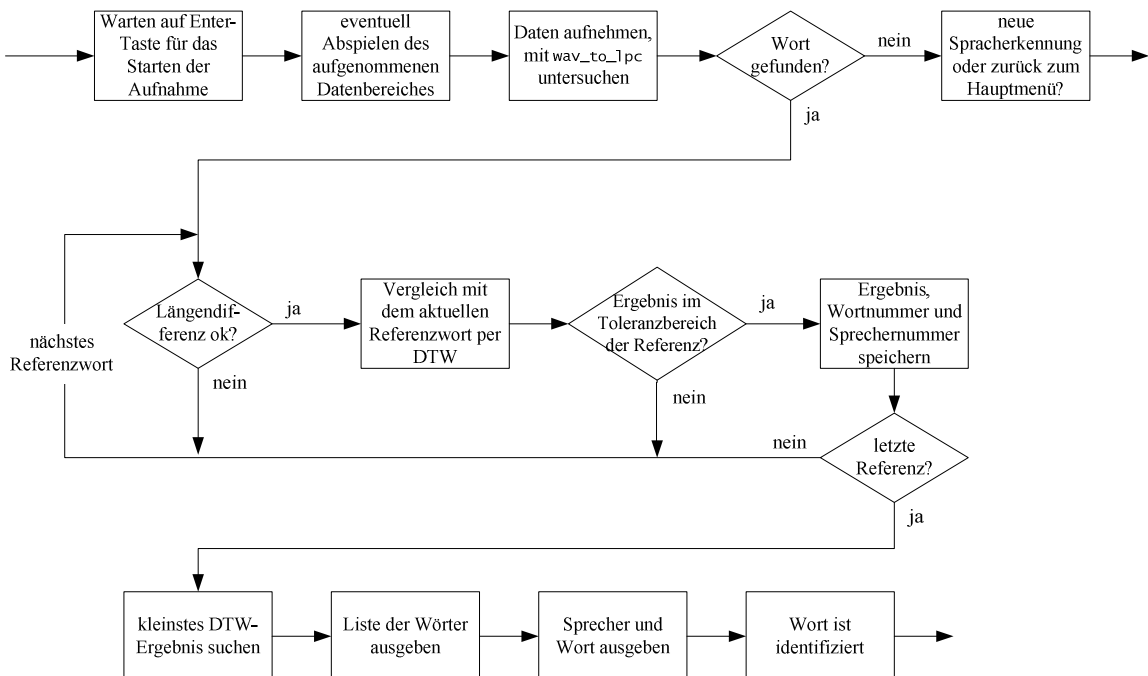 Warten auf Enter-
Taste für das
Starten der
Aufnahme
eventuell
Abspielen des
aufgenommenen
Datenbereiches
Daten aufnehmen,
mit wav_to_lpc
untersuchen
Wort
gefunden?
nein
neue
Spracherkennung
oder zurück zum
Hauptmenü?
ja
nächstes
Referenzwort
Längendif-
ferenz ok?
ja
nein
Vergleich mit
dem aktuellen
Referenzwort per
DTW
Ergebnis im
Toleranzbereich
der Referenz?
ja
nein
Ergebnis,
Wortnummer und
Sprechernummer
speichern
nein
letzte
Referenz?
ja
kleinstes DTW-
Ergebnis suchen
Liste der Wörter
ausgeben
Sprecher und
Wort ausgeben
Wort ist
identifiziert